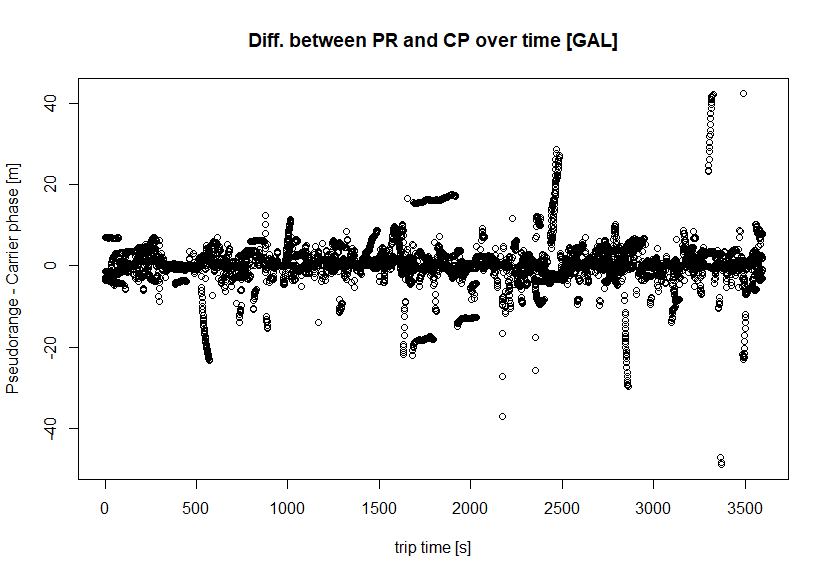 Diff. between PR and CP over time [GAL]
Pseudorange - Carrier phase [m]
40
20
0
-20
-40
0 500 1000 1500 2000 2500 3000 3500
trip time [s]